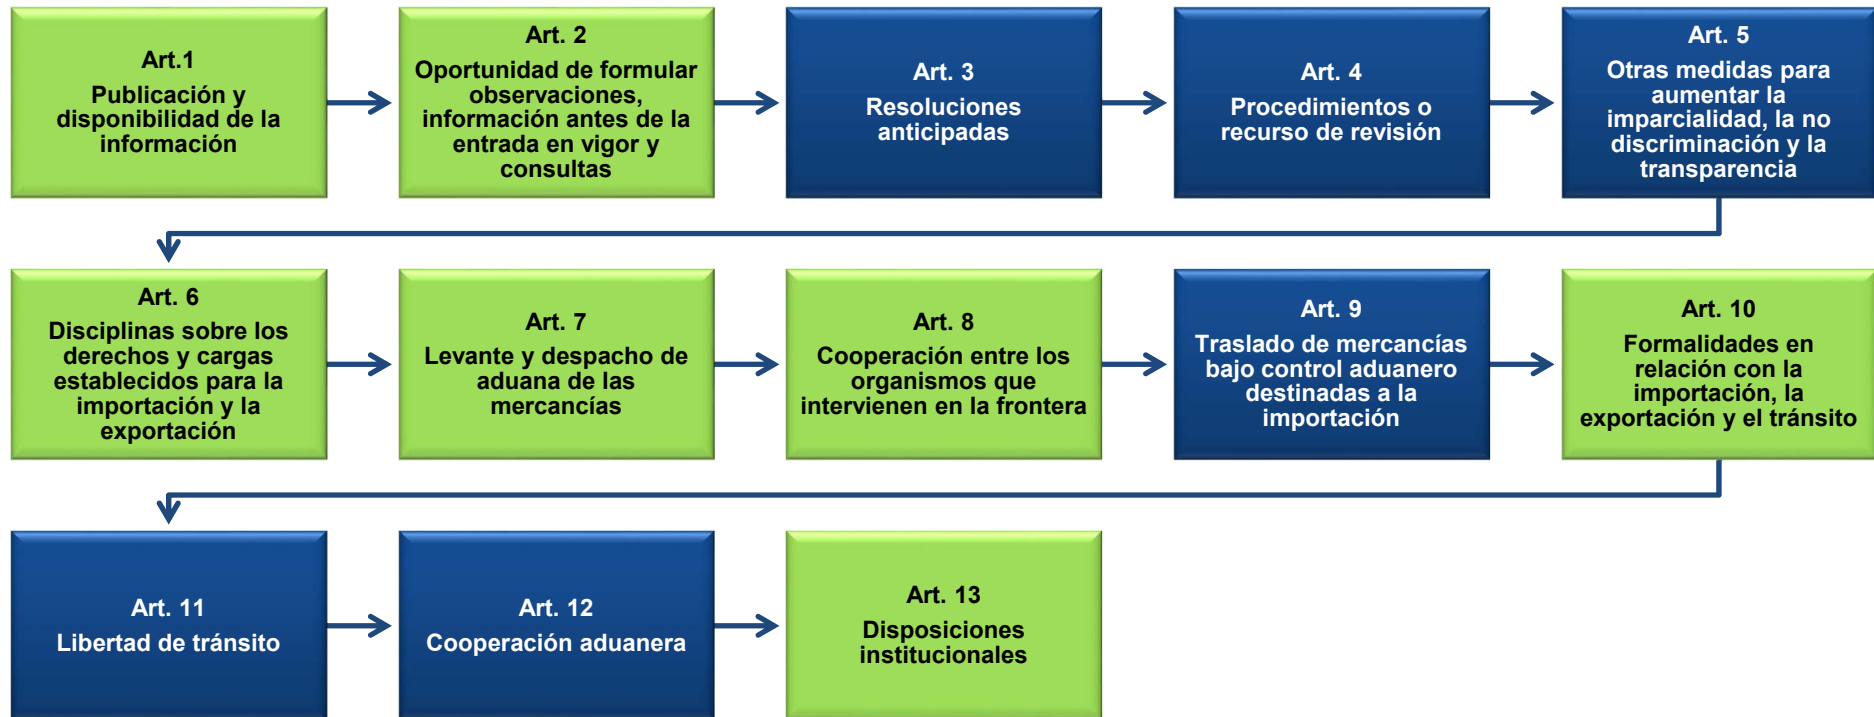 Art.1
Publicación y
disponibilidad de la
información
Art. 2
Oportunidad de formular
observaciones,
información antes de la
entrada en vigor y
consultas
Art. 3
Resoluciones
anticipadas
Art. 4
Procedimientos o
recurso de revisión
Art. 5
Otras medidas para
aumentar la
imparcialidad, la no
discriminación y la
transparencia
Art. 6
Disciplinas sobre los
derechos y cargas
establecidos para la
importación y la
exportación
Art. 7
Levante y despacho de
aduana de las
mercancías
Art. 8
Cooperación entre los
organismos que
intervienen en la frontera
Art. 9
Traslado de mercancías
bajo control aduanero
destinadas a la
importación
Art. 10
Formalidades en
relación con la
importación, la
exportación y el tránsito
Art. 11
Libertad de tránsito
Art. 12
Cooperación aduanera
Art. 13
Disposiciones
institucionales